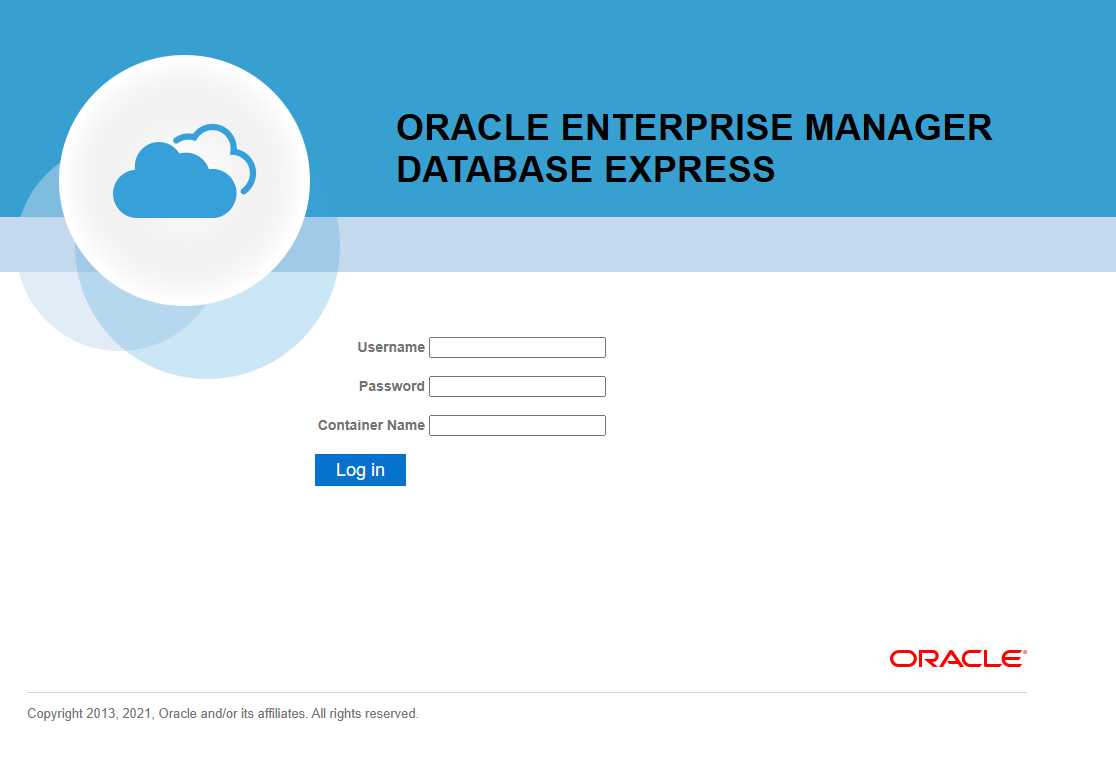 ORACLE ENTERPRISE MANAGER
DATABASE EXPRESS
Username
Password
Container Name
Log in
ORACLE®
Copyright 2013, 2021, Oracle and/or its affiliates. All rights reserved.